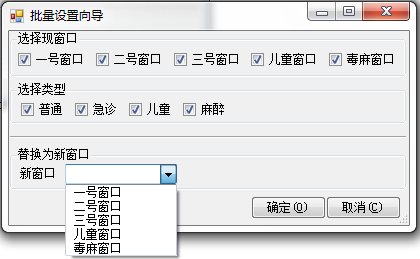 批量设置向导
选择现窗口
一号窗口 二号窗口 三号窗口 儿童窗口 毒麻窗口
选择类型
普通 急诊 儿童 麻醉
替换为新窗口
新窗口
一号窗口
二号窗口
三号窗口
儿童窗口
毒麻窗口
确定(O) 取消(C)